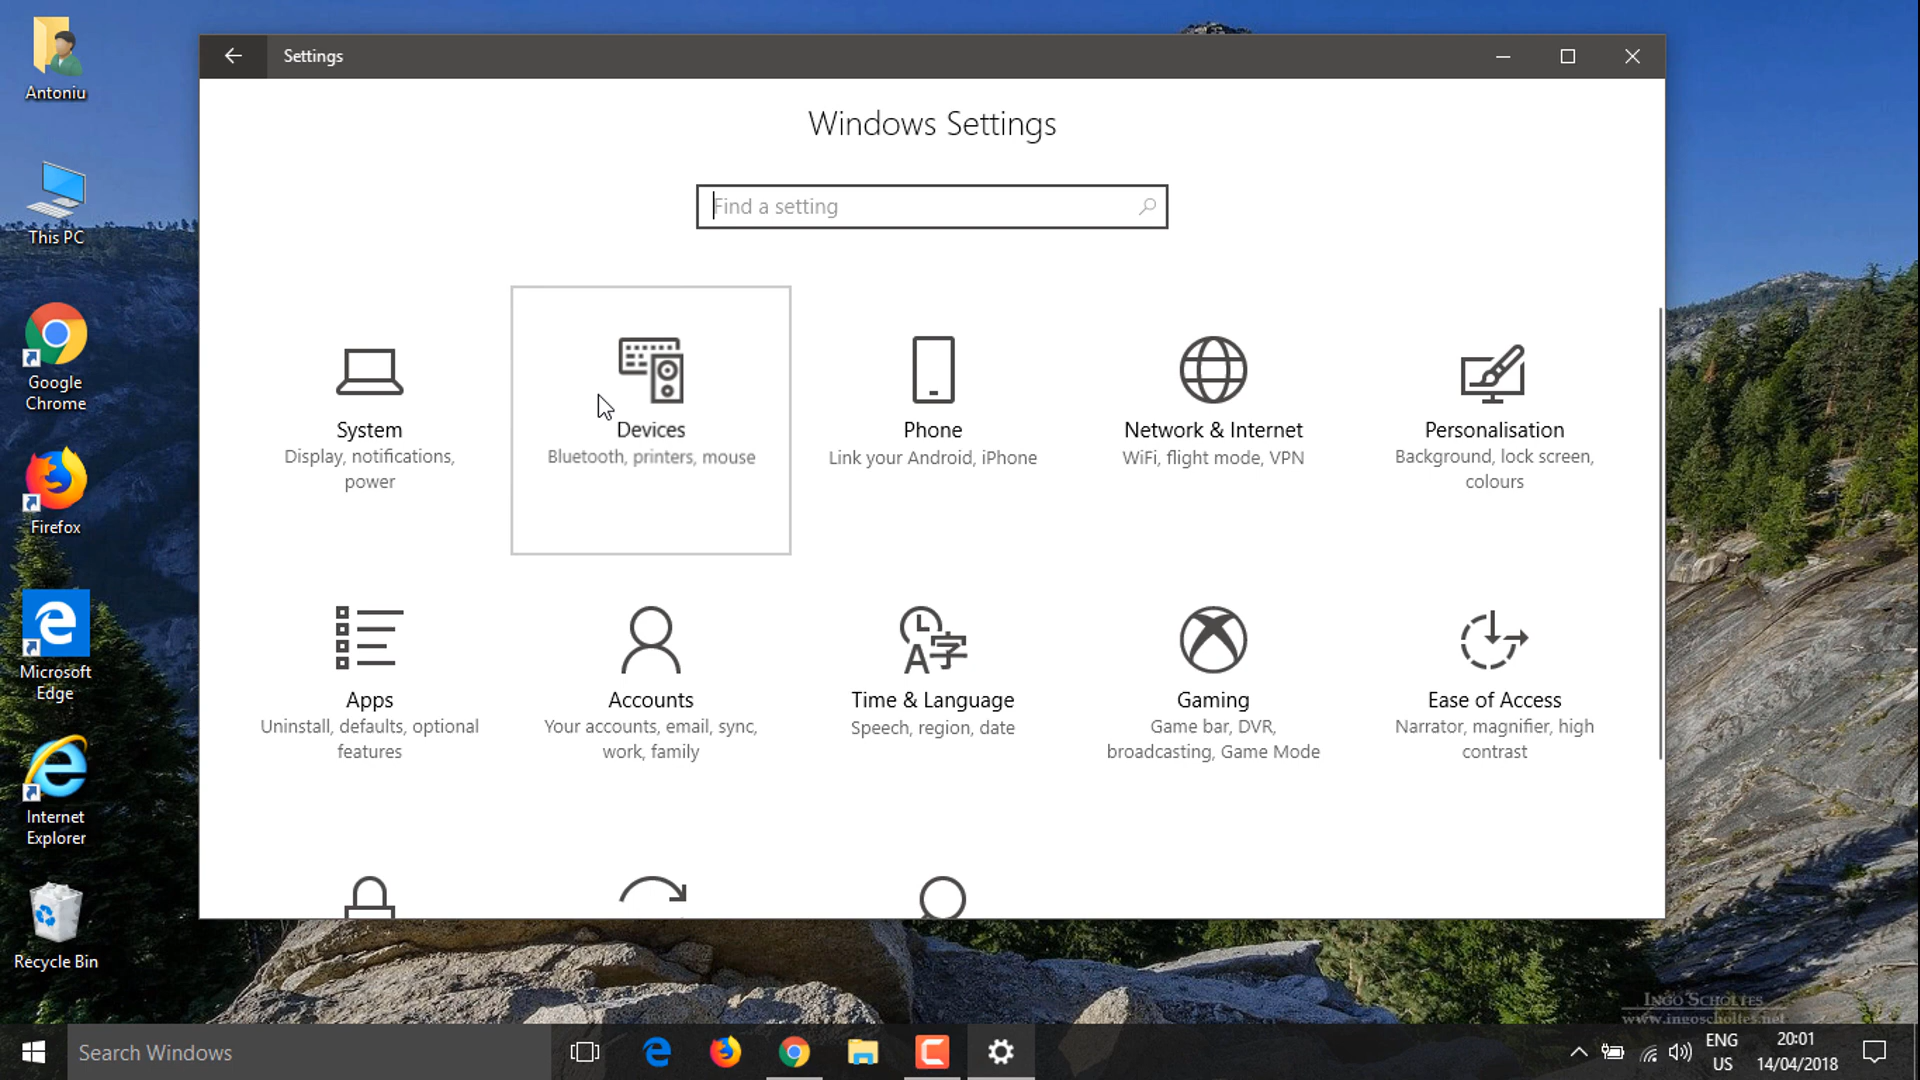 Antoniu
This PC
Google
Chrome
Firefox
Microsoft
Edge
Internet
Explorer
Recycle Bin
Settings
Windows Settings
Find a setting
System
Display, notifications,
power
Devices
Bluetooth, printers, mouse
Phone
Link your Android, iPhone
Network & Internet
WiFi, flight mode, VPN
Personalisation
Background, lock screen,
colours
Apps
Uninstall, defaults, optional
features
Accounts
Your accounts, email, sync,
work, family
Time & Language
Speech, region, date
Gaming
Game bar, DVR,
broadcasting, Game Mode
Ease of Access
Narrator, magnifier, high
contrast
Ingo Scholtes
www.ingoscholtes.net
Search Windows
ENG
US
20:01
14/04/2018